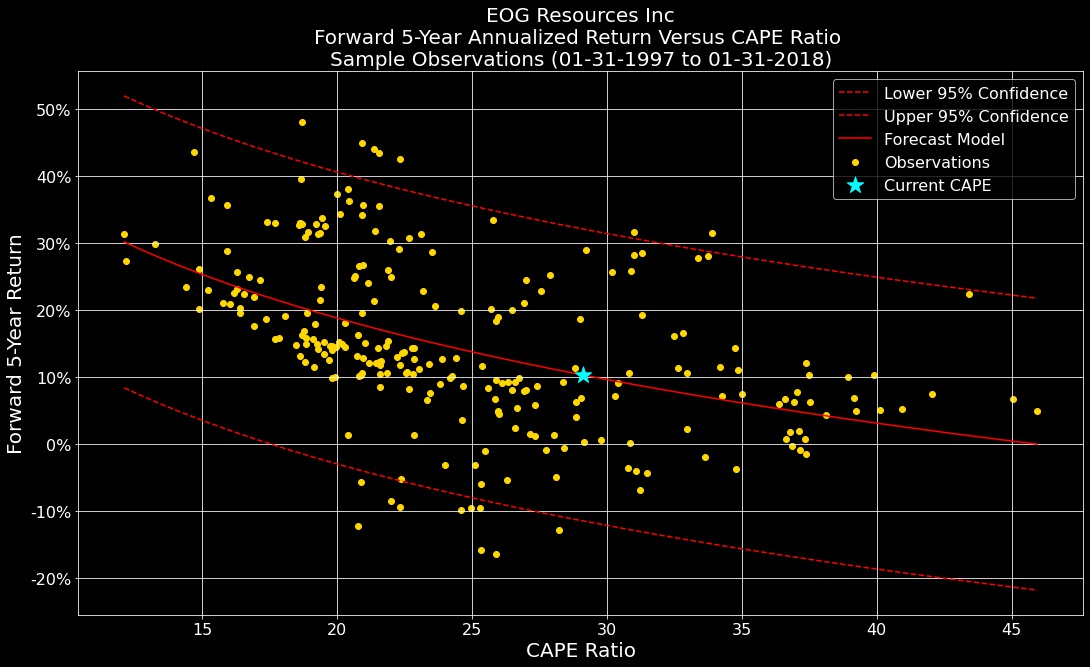 EOG Resources Inc
Forward 5-Year Annualized Return Versus CAPE Ratio
Sample Observations (01-31-1997 to 01-31-2018)
Lower 95% Confidence
Upper 95% Confidence
Forecast Model
Observations
Current CAPE
Forward 5-Year Return
50%
40%
30%
20%
10%
0%
-10%
-20%
15 20 25 30 35 40 45
CAPE Ratio